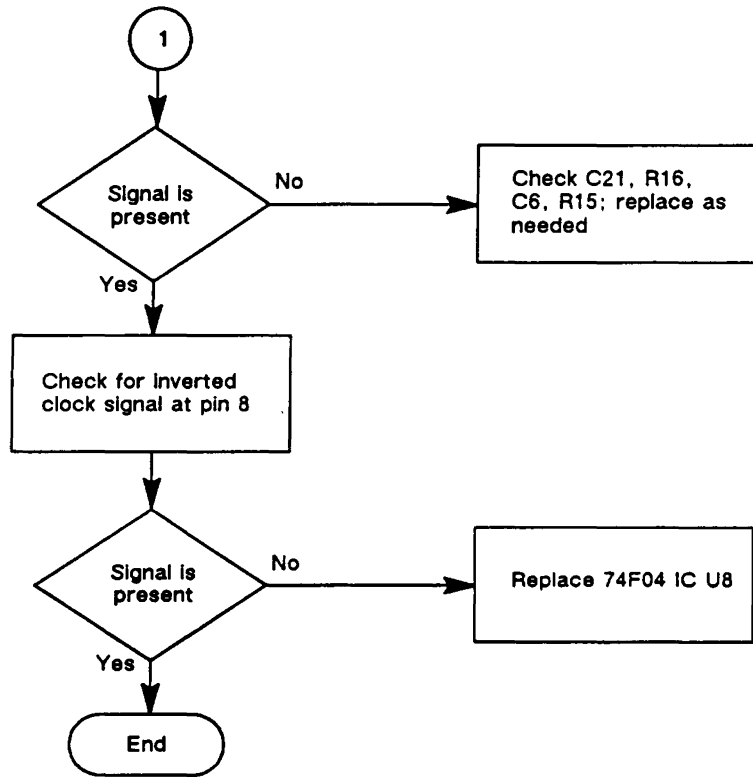 1
Signal is
present
No
Check C21, R16,
C6, R15; replace as
needed
Yes
Check for inverted
clock signal at pin 8
Signal is
present
No
Replace 74F04 IC U8
Yes
End